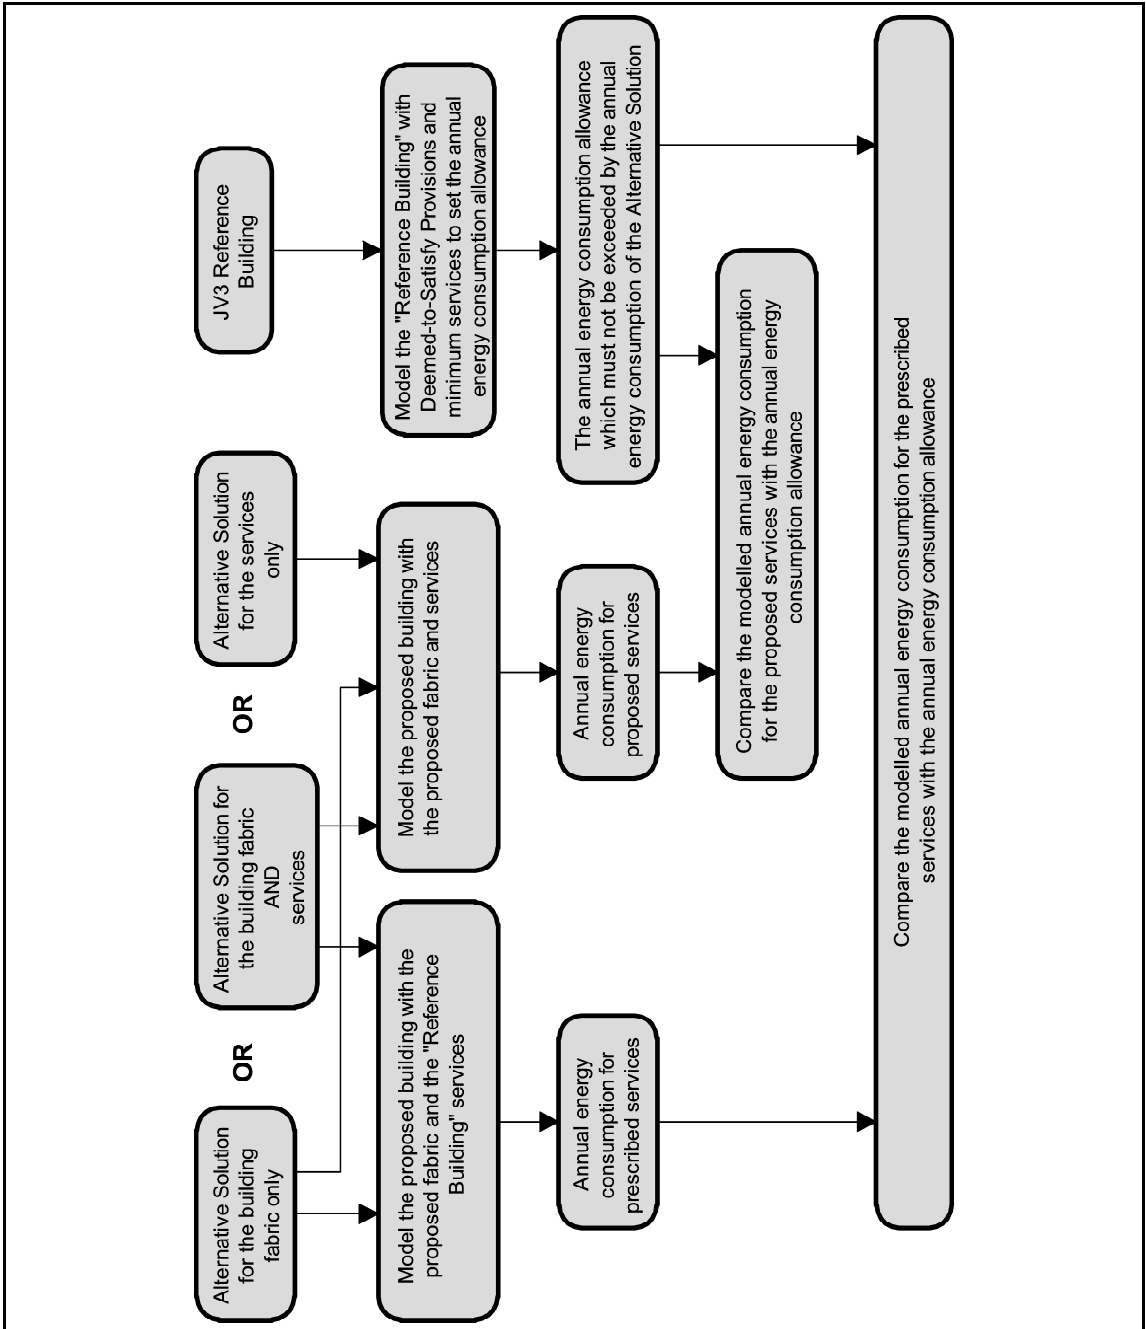 Alternative Solution
for the building
fabric only
OR
Alternative Solution for
the building fabric
AND
services
OR
Alternative Solution
for the services
only
JV3 Reference
Building
Model the proposed building with the
proposed fabric and the "Reference
Building" services
Model the proposed building with
the proposed fabric and services
Model the "Reference Building" with
Deemed-to-Satisfy Provisions and
minimum services to set the annual
energy consumption allowance
Annual energy
consumption for
prescribed services
Annual energy
consumption for
proposed services
The annual energy consumption allowance
which must not be exceeded by the annual
energy consumption of the Alternative Solution
Compare the modelled annual energy consumption
for the proposed services with the annual energy
consumption allowance
Compare the modelled annual energy consumption for the prescribed
services with the annual energy consumption allowance